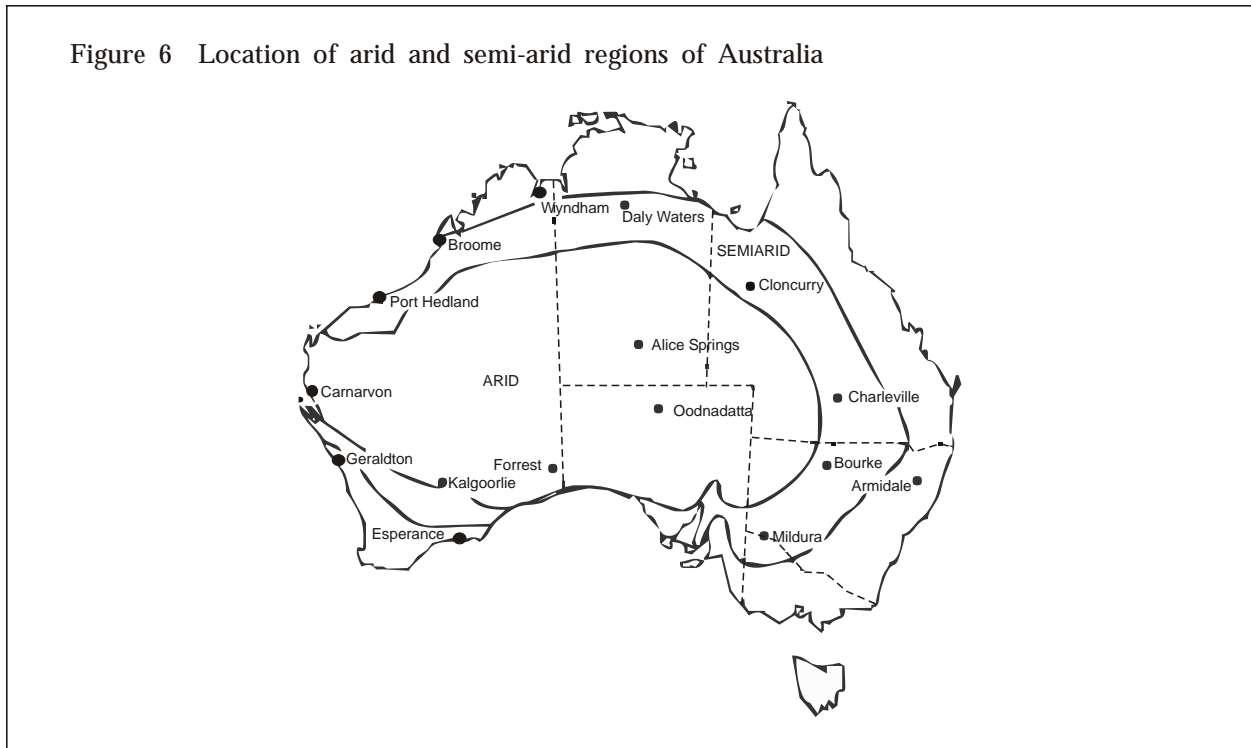 Figure 6 Location of arid and semi-arid regions of Australia
Wyndham
Daly Waters
Broome
SEMIARID
Cloncurry
Port Hedland
Alice Springs
ARID
Carnarvon
Charleville
Oodnadatta
Geraldton
Forrest
Bourke
Kalgoorlie
Armidale
Esperance
Mildura